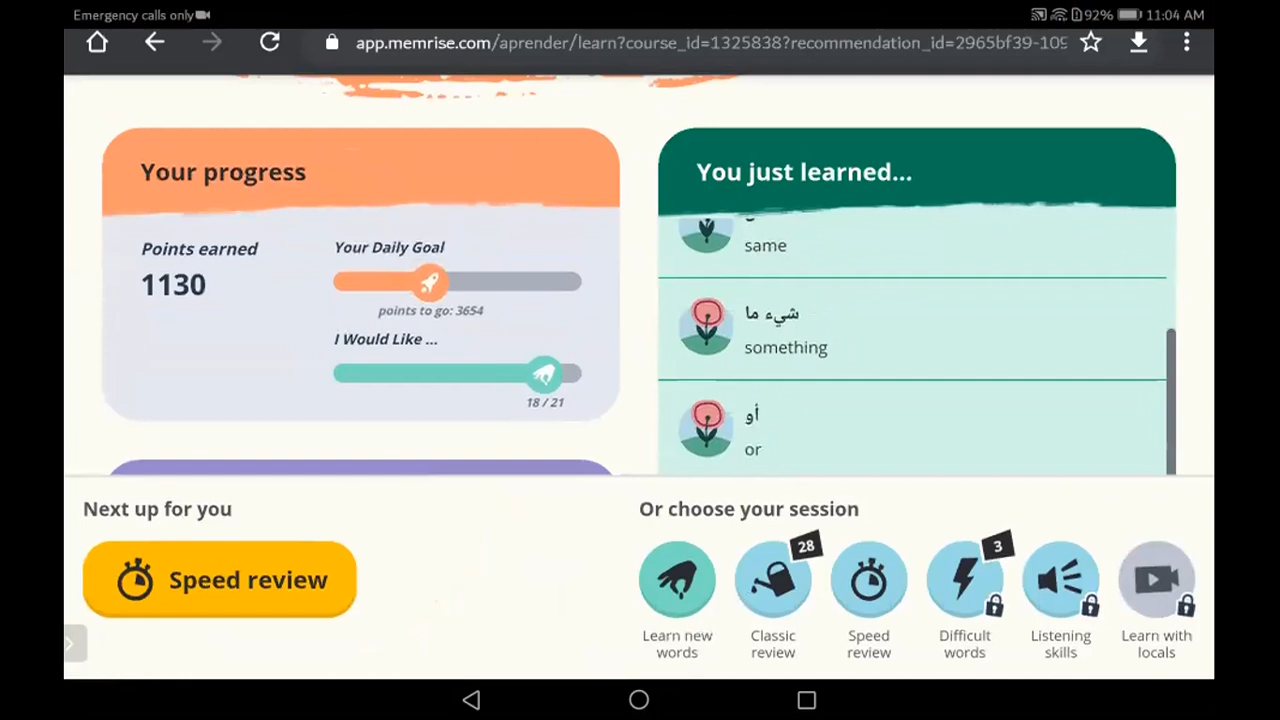 Emergency calls only
92%
11:04 AM
app.memrise.com/aprender/learn?course_id=1325838?recommendation_id=2965bf39-109
Your progress
Points earned
1130
Your Daily Goal
points to go: 3654
I Would Like ...
18 / 21
You just learned...
same
شيء ما
something
أو
or
Next up for you
Speed review
Or choose your session
28
3
Learn new words
Classic review
Speed review
Difficult words
Listening skills
Learn with locals